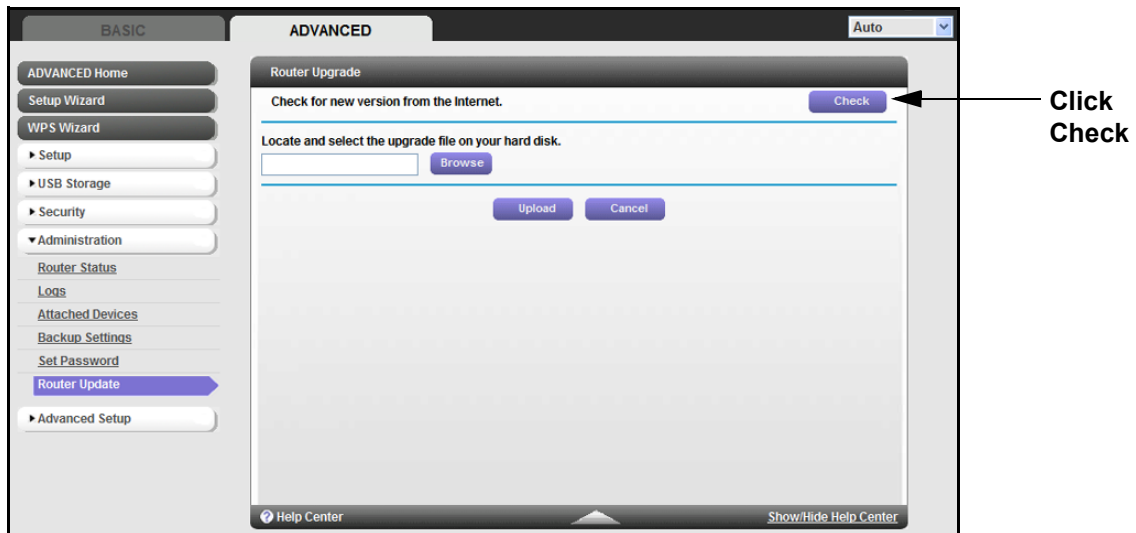 BASIC
ADVANCED
Auto
ADVANCED Home
Setup Wizard
WPS Wizard
Setup
USB Storage
Security
Administration
Router Status
Logs
Attached Devices
Backup Settings
Set Password
Router Update
Advanced Setup
Router Upgrade
Check for new version from the Internet.
Check
Locate and select the upgrade file on your hard disk.
Browse
Upload Cancel
Help Center
Show/Hide Help Center
Click
Check